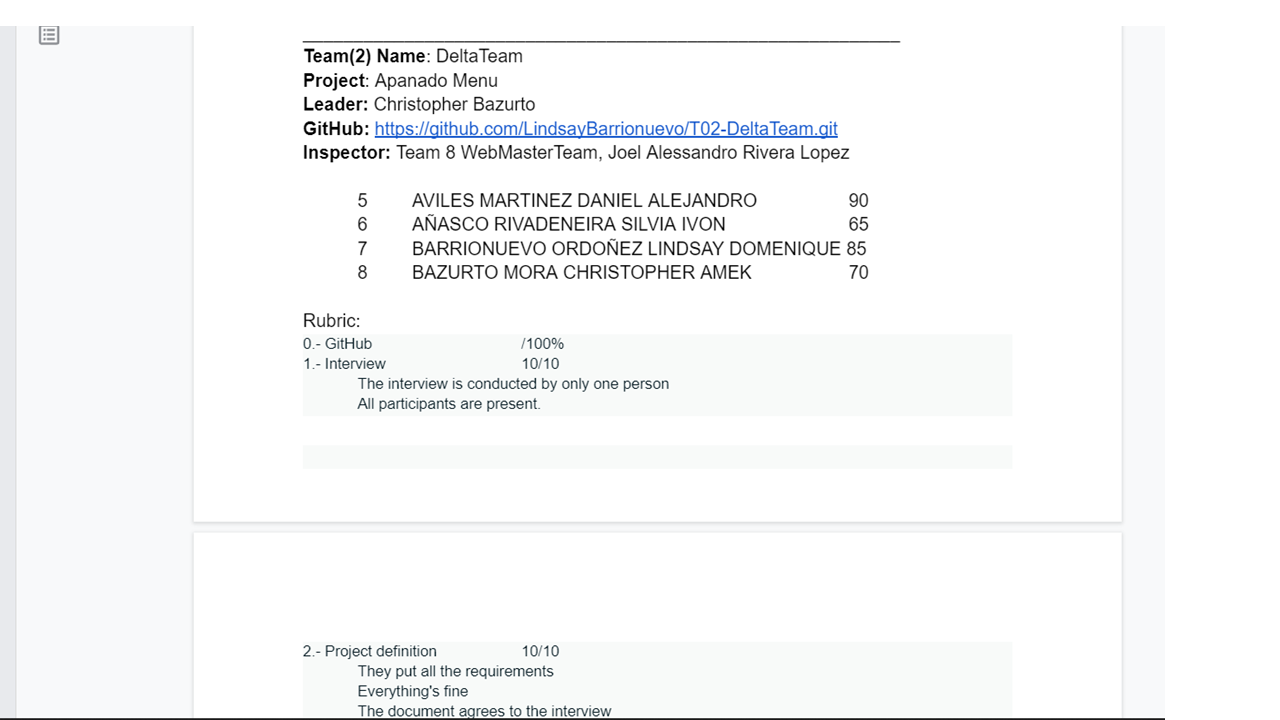 Team(2) Name: DeltaTeam
Project: Apanado Menu
Leader: Christopher Bazurto
GitHub: https://github.com/LindsayBarrionuevo/T02-DeltaTeam.git
Inspector: Team 8 WebMasterTeam, Joel Alessandro Rivera Lopez
5 AVILES MARTINEZ DANIEL ALEJANDRO 90
6 AÑASCO RIVADENEIRA SILVIA IVON 65
7 BARRIONUEVO ORDOÑEZ LINDSAY DOMENIQUE 85
8 BAZURTO MORA CHRISTOPHER AMEK 70
Rubric:
0.- GitHub /100%
1.- Interview 10/10
The interview is conducted by only one person
All participants are present.
2.- Project definition 10/10
They put all the requirements
Everything's fine
The document agrees to the interview